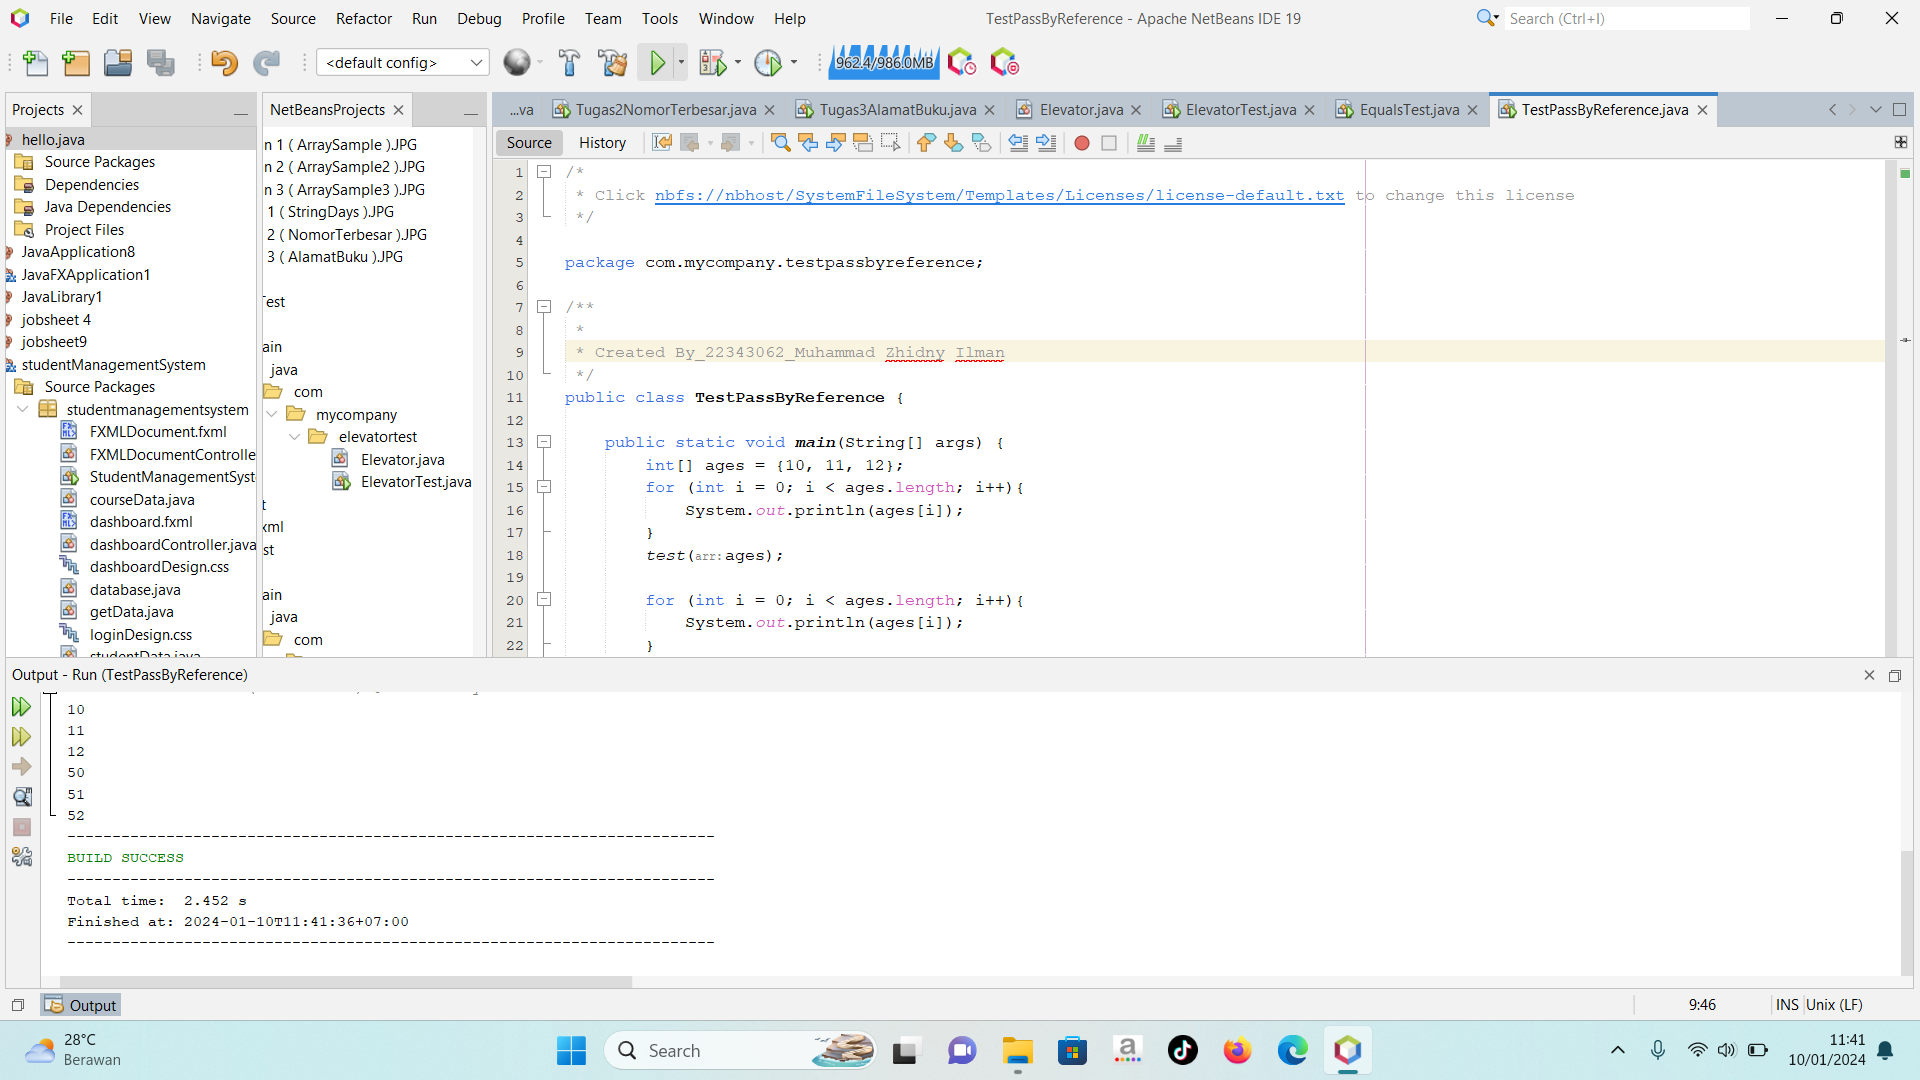 File Edit View Navigate Source Refactor Run Debug Profile Team Tools Window Help
TestPassByReference - Apache NetBeans IDE 19
Search (Ctrl+I)
<default config>
962.4/986.0MB
Projects
hello.java
Source Packages
Dependencies
Java Dependencies
Project Files
JavaApplication8
JavaFXApplication1
JavaLibrary1
jobsheet 4
jobsheet9
studentManagementSystem
Source Packages
studentmanagementsystem
FXMLDocument.fxml
FXMLDocumentControlle
StudentManagementSyst
courseData.java
dashboard.fxml
dashboardController.java
dashboardDesign.css
database.java
getData.java
loginDesign.css
studentData.java
NetBeansProjects
n 1 ( ArraySample ).JPG
n 2 ( ArraySample2 ).JPG
n 3 ( ArraySample3 ).JPG
1 ( StringDays ).JPG
2 ( NomorTerbesar ).JPG
3 ( AlamatBuku ).JPG
est
ain
java
com
mycompany
elevatortest
Elevator.java
ElevatorTest.java
t
xml
st
ain
java
com
...va Tugas2NomorTerbesar.java Tugas3AlamatBuku.java Elevator.java ElevatorTest.java EqualsTest.java TestPassByReference.java
Source History
1 /*
2 * Click nbfs://nbhost/SystemFileSystem/Templates/Licenses/license-default.txt to change this license
3 */
4
5 package com.mycompany.testpassbyreference;
6
7 /**
8 *
9 * Created By_22343062_Muhammad Zhidny Ilman
10 */
11 public class TestPassByReference {
12
13 public static void main(String[] args) {
14 int[] ages = {10, 11, 12};
15 for (int i = 0; i < ages.length; i++){
16 System.out.println(ages[i]);
17 }
18 test(arr:ages);
19
20 for (int i = 0; i < ages.length; i++){
21 System.out.println(ages[i]);
22 }
Output - Run (TestPassByReference)
10
11
12
50
51
52
------------------------------------------------------------------------
BUILD SUCCESS
------------------------------------------------------------------------
Total time: 2.452 s
Finished at: 2024-01-10T11:41:36+07:00
------------------------------------------------------------------------
Output
9:46 INS Unix (LF)
28°C
Berawan
Search
11:41
10/01/2024